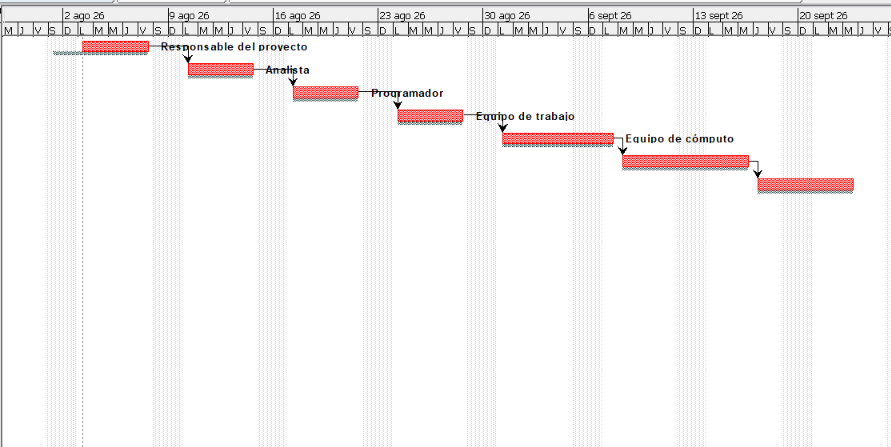 2 ago 26 9 ago 26 16 ago 26 23 ago 26 30 ago 26 6 sept 26 13 sept 26 20 sept 26
M J V S D L M M J V S D L M M J V S D L M M J V S D L M M J V S D L M M J V S D L M M J V S D L M M J V S D L M M J V
Responsable del proyecto
Analista
Programador
Equipo de trabajo
Equipo de cómputo